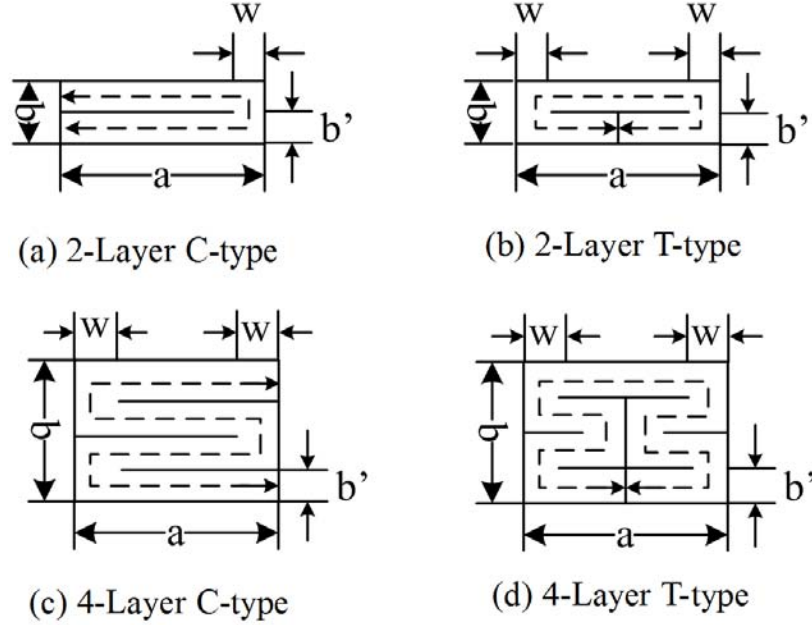 w
w
w
b
b'
a
b
b'
a
(a) 2-Layer C-type
(b) 2-Layer T-type
w
w
w
w
b
b'
a
b
b'
a
(c) 4-Layer C-type
(d) 4-Layer T-type